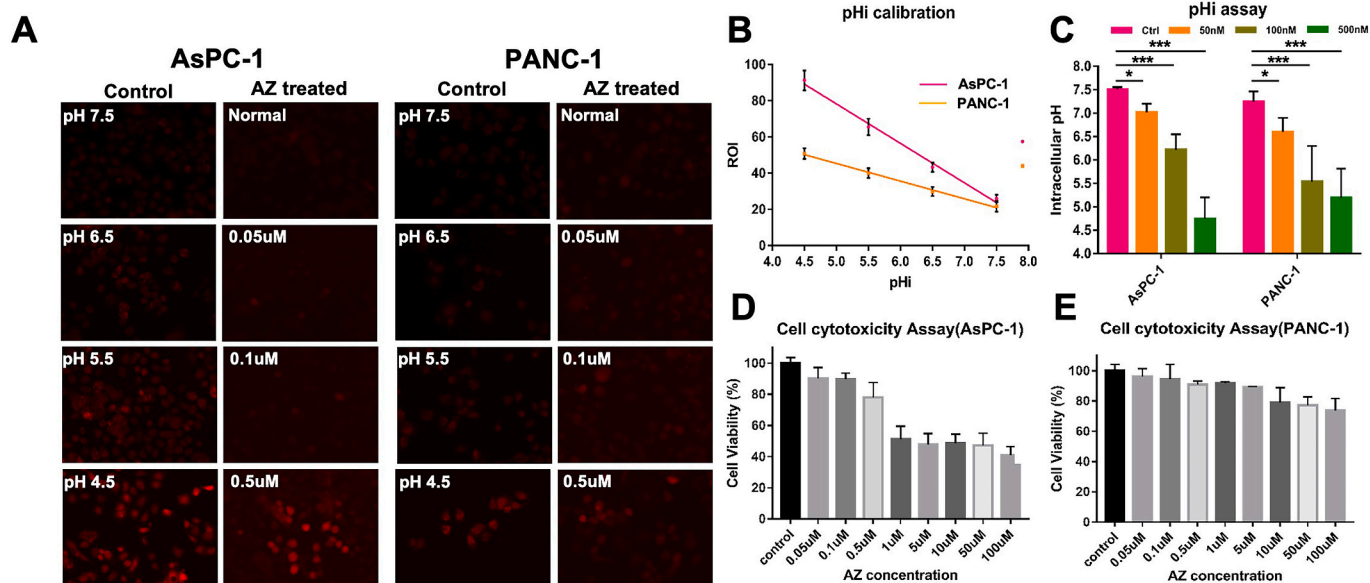 A
AsPC-1
PANC-1
Control
AZ treated
Control
AZ treated
pH 7.5
Normal
pH 7.5
Normal
pH 6.5
0.05uM
pH 6.5
0.05uM
pH 5.5
0.1uM
pH 5.5
0.1uM
pH 4.5
0.5uM
pH 4.5
0.5uM
B
pHi calibration
100
80
60
40
20
0
ROI
AsPC-1
PANC-1
4.0 4.5 5.0 5.5 6.0 6.5 7.0 7.5 8.0
pHi
C
pHi assay
Ctrl 50nM 100nM 500nM
8.0
7.5
7.0
6.5
6.0
5.5
5.0
4.5
4.0
Intracellular pH
***
***
*
***
***
*
AsPC-1
PANC-1
D
Cell cytotoxicity Assay(AsPC-1)
100
80
60
40
20
0
Cell Viability (%)
control
0.05uM
0.1uM
0.5uM
1uM
5uM
10uM
50uM
100uM
AZ concentration
E
Cell cytotoxicity Assay(PANC-1)
100
80
60
40
20
0
Cell Viability (%)
control
0.05uM
0.1uM
0.5uM
1uM
5uM
10uM
50uM
100uM
AZ concentration